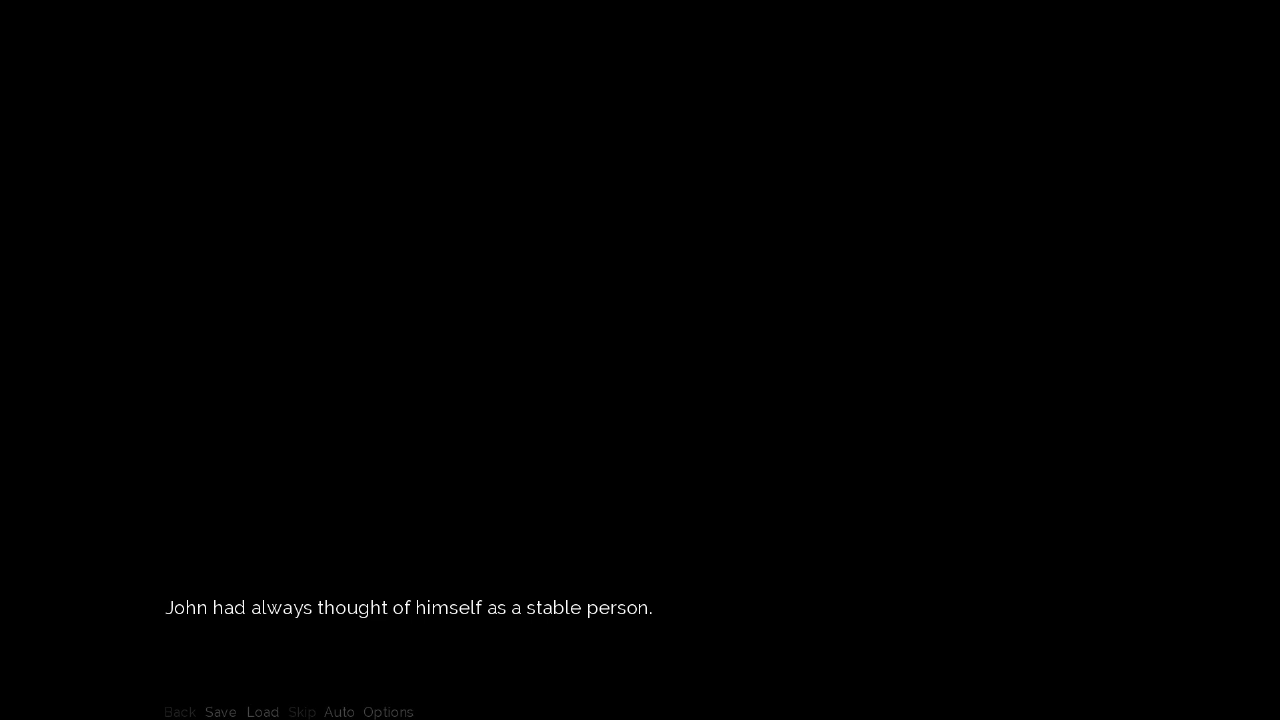 John had always thought of himself as a stable person.
Back Save Load Skip Auto Options